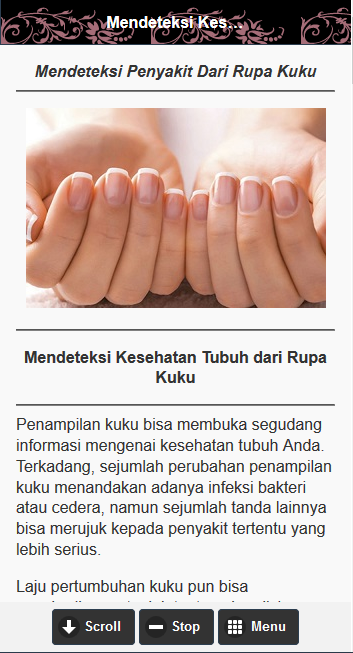 Mendeteksi Kes...
Mendeteksi Penyakit Dari Rupa Kuku
Mendeteksi Kesehatan Tubuh dari Rupa
Kuku
Penampilan kuku bisa membuka segudang
informasi mengenai kesehatan tubuh Anda.
Terkadang, sejumlah perubahan penampilan
kuku menandakan adanya infeksi bakteri
atau cedera, namun sejumlah tanda lainnya
bisa merujuk kepada penyakit tertentu yang
lebih serius.
Laju pertumbuhan kuku pun bisa
Scroll
Stop
Menu